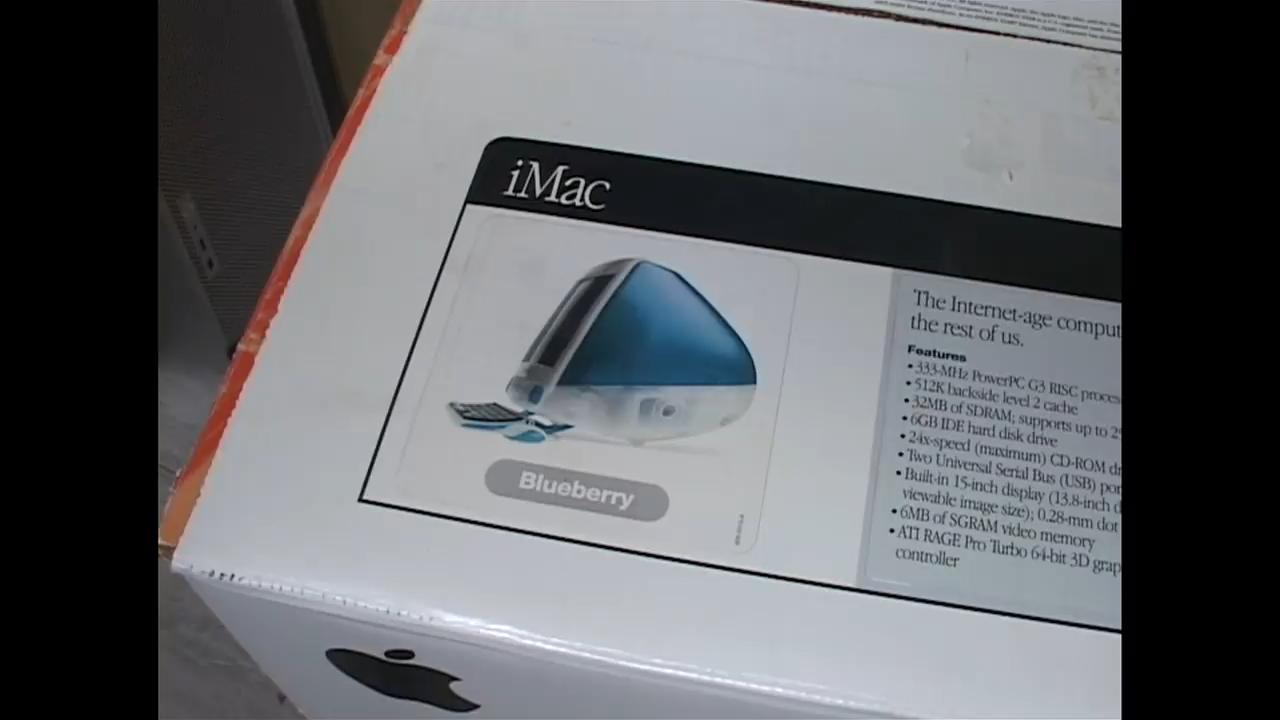 iMac
Blueberry
The Internet-age comput
the rest of us.
Features
• 333-MHz PowerPC G3 RISC proces
• 512K backside level 2 cache
• 32MB of SDRAM; supports up to 2
• 6GB IDE hard disk drive
• 24x-speed (maximum) CD-ROM dr
• Two Universal Serial Bus (USB) por
• Built-in 15-inch display (13.8-inch d
viewable image size); 0.28-mm dot
• 6MB of SGRAM video memory
• ATI RAGE Pro Turbo 64-bit 3D grap
controller